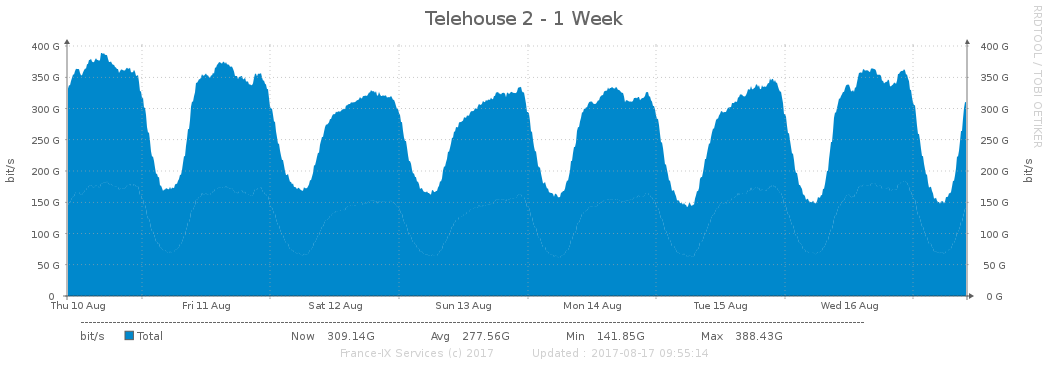 Telehouse 2 - 1 Week
RRDTOOL / TOBI OETIKER
bit/s
400 G
350 G
300 G
250 G
200 G
150 G
100 G
50 G
0
400 G
350 G
300 G
250 G
200 G
150 G
100 G
50 G
0 G
bit/s
Thu 10 Aug Fri 11 Aug Sat 12 Aug Sun 13 Aug Mon 14 Aug Tue 15 Aug Wed 16 Aug
bit/s Total Now 309.14G Avg 277.56G Min 141.85G Max 388.43G
France-IX Services (c) 2017 Updated : 2017-08-17 09:55:14